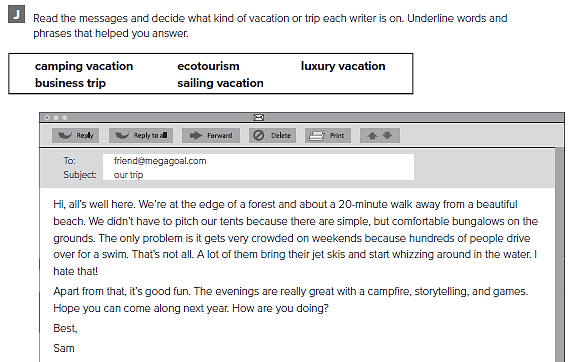 J Read the messages and decide what kind of vacation or trip each writer is on. Underline words and
phrases that helped you answer.
camping vacation ecotourism luxury vacation
business trip sailing vacation
Reply Reply to all Forward Delete Print
To: friend@megagoal.com
Subject: our trip
Hi, all's well here. We're at the edge of a forest and about a 20-minute walk away from a beautiful
beach. We didn't have to pitch our tents because there are simple, but comfortable bungalows on the
grounds. The only problem is it gets very crowded on weekends because hundreds of people drive
over for a swim. That's not all. A lot of them bring their jet skis and start whizzing around in the water. I
hate that!
Apart from that, it's good fun. The evenings are really great with a campfire, storytelling, and games.
Hope you can come along next year. How are you doing?
Best,
Sam